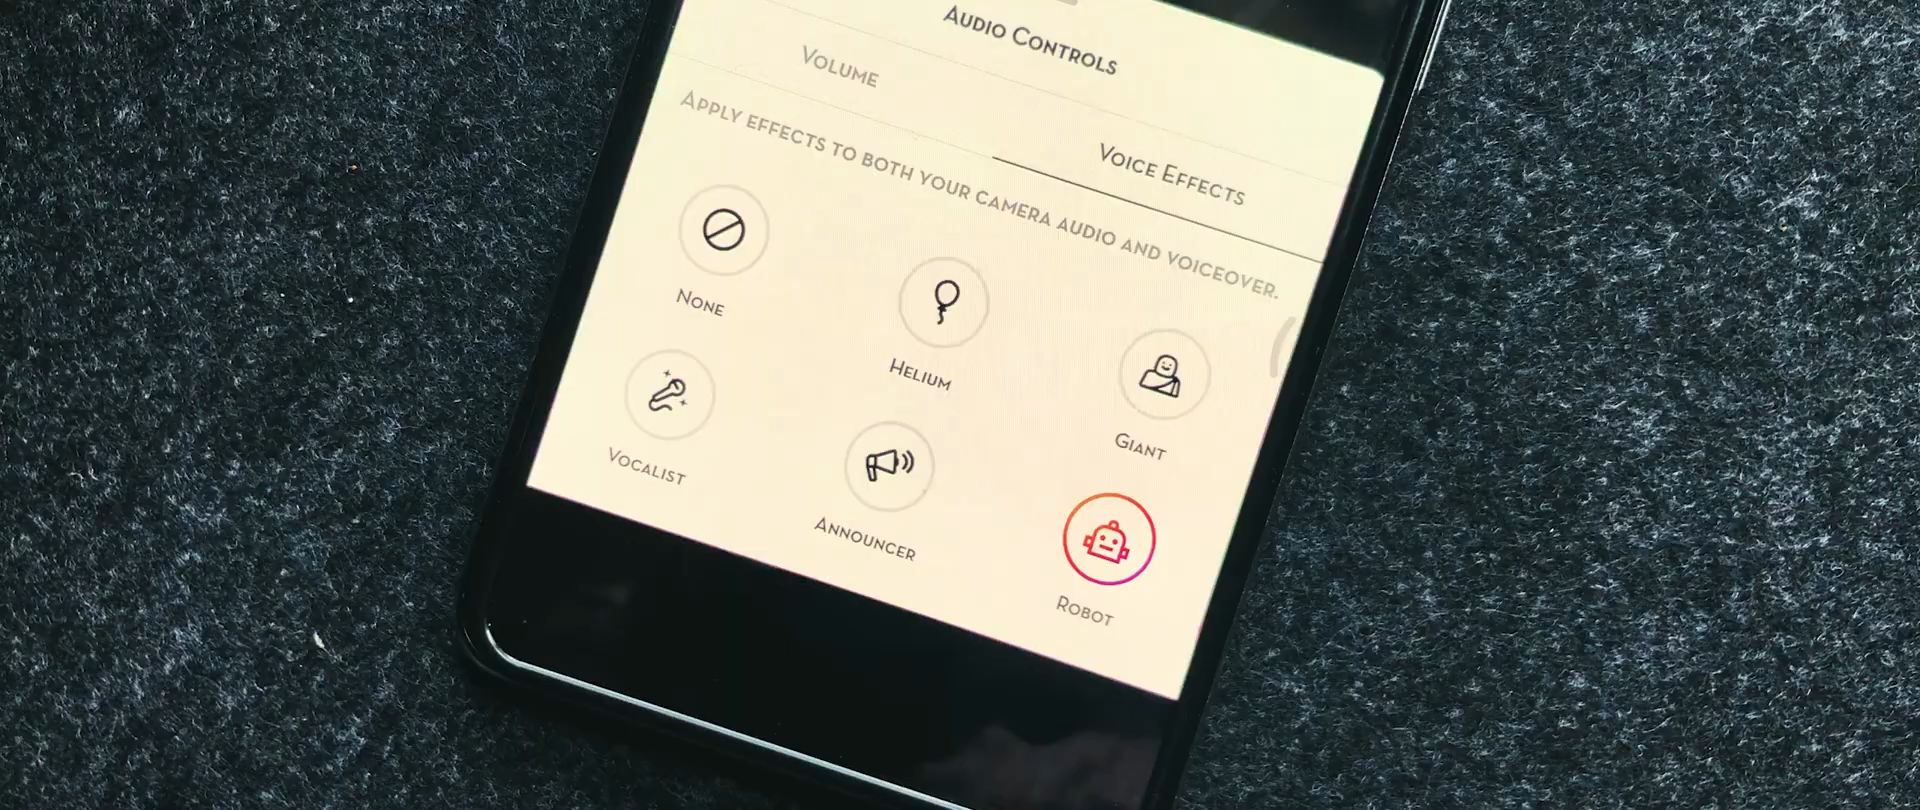 Audio Controls
Volume
Voice Effects
Apply effects to both your camera audio and voiceover.
None
Helium
Giant
Vocalist
Announcer
Robot